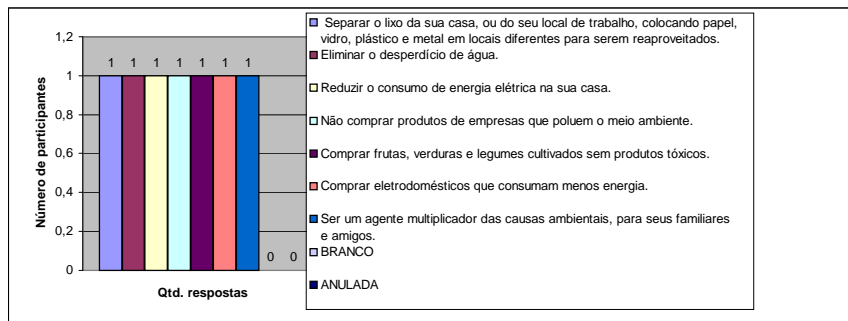 Número de participantes
1,2
1
0,8
0,6
0,4
0,2
0
1 1 1 1 1 1 1
0 0
Qtd. respostas
Separar o lixo da sua casa, ou do seu local de trabalho, colocando papel,
vidro, plástico e metal em locais diferentes para serem reaproveitados.
Eliminar o desperdício de água.
Reduzir o consumo de energia elétrica na sua casa.
Não comprar produtos de empresas que poluem o meio ambiente.
Comprar frutas, verduras e legumes cultivados sem produtos tóxicos.
Comprar eletrodomésticos que consumam menos energia.
Ser um agente multiplicador das causas ambientais, para seus familiares
e amigos.
BRANCO
ANULADA